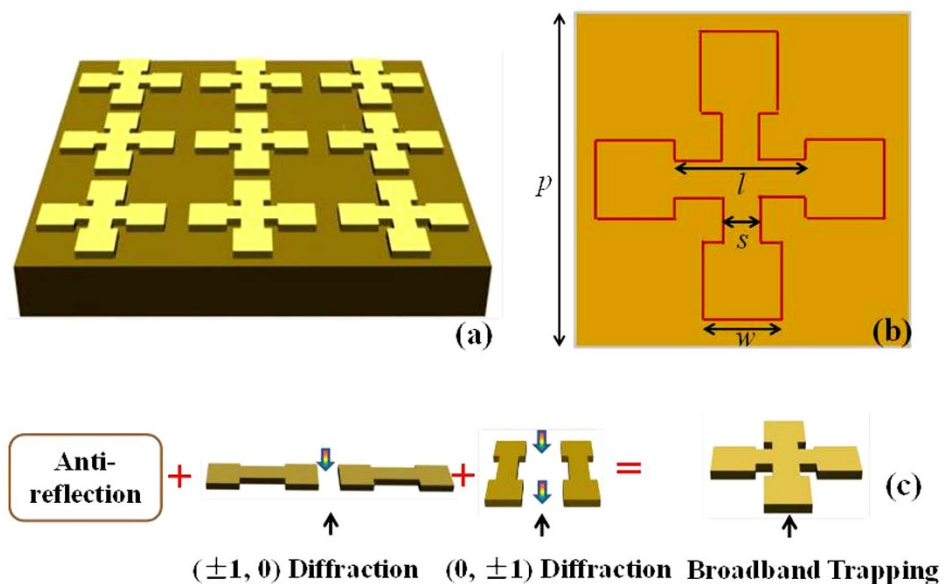 p
l
s
w
(a)
(b)
Anti-
reflection
+
+
=
(c)
(±1, 0) Diffraction
(0, ±1) Diffraction
Broadband Trapping